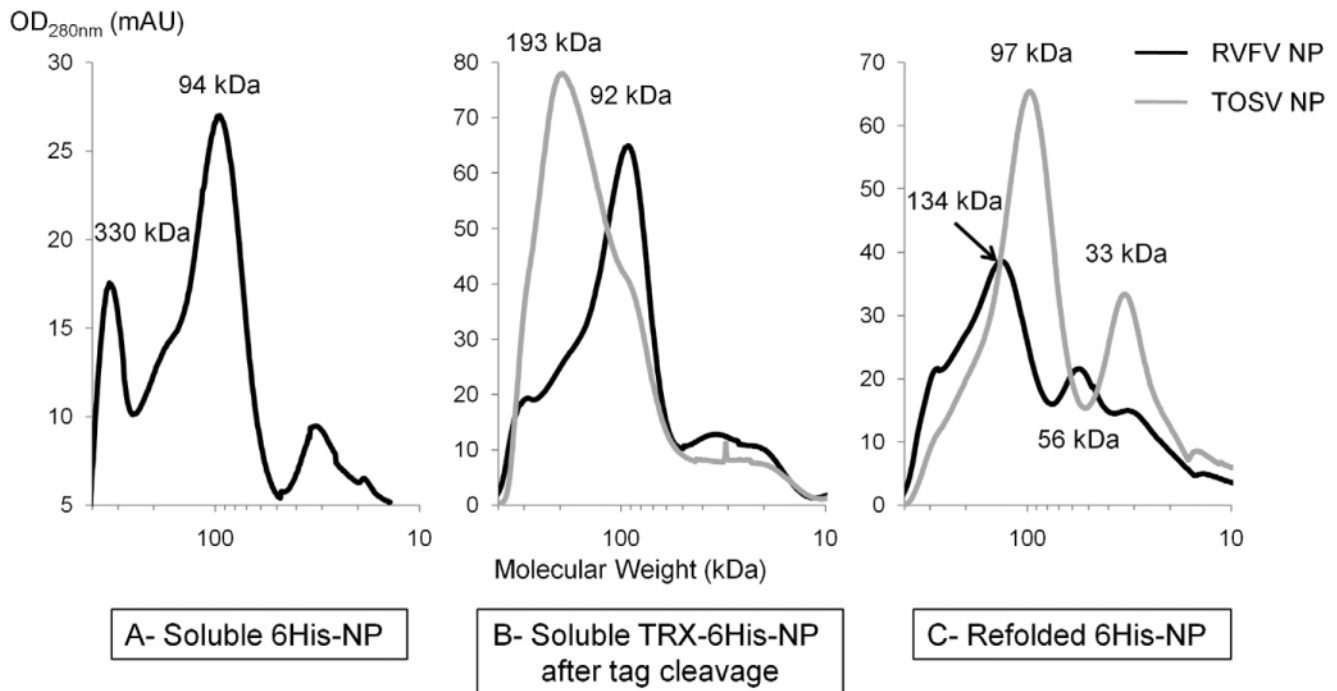 OD280nm (mAU)
30
25
20
15
10
5
94 kDa
330 kDa
100
10
80
70
60
50
40
30
20
10
0
193 kDa
92 kDa
100
10
Molecular Weight (kDa)
70
60
50
40
30
20
10
0
97 kDa
134 kDa
33 kDa
56 kDa
100
10
RVFV NP
TOSV NP
A- Soluble 6His-NP
B- Soluble TRX-6His-NP
after tag cleavage
C- Refolded 6His-NP